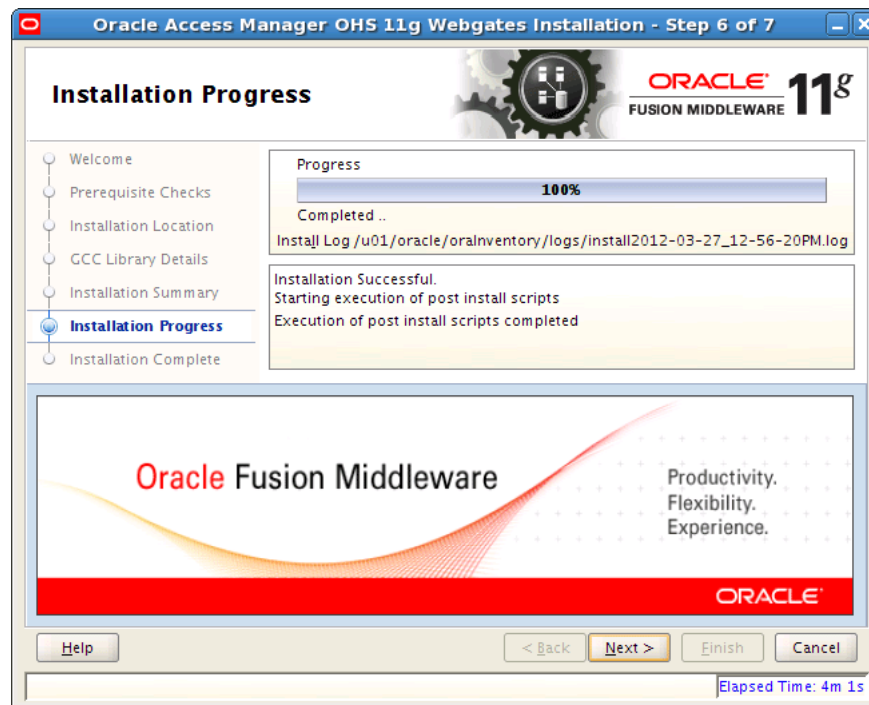 Oracle Access Manager OHS 11g Webgates Installation - Step 6 of 7
Installation Progress
ORACLE
FUSION MIDDLEWARE
11g
Welcome
Prerequisite Checks
Installation Location
GCC Library Details
Installation Summary
Installation Progress
Installation Complete
Progress
100%
Completed ..
Install Log /u01/oracle/oraInventory/logs/install2012-03-27_12-56-20PM.log
Installation Successful.
Starting execution of post install scripts
Execution of post install scripts completed
Oracle Fusion Middleware
Productivity.
Flexibility.
Experience.
ORACLE
Help
< Back
Next >
Finish
Cancel
Elapsed Time: 4m 1s